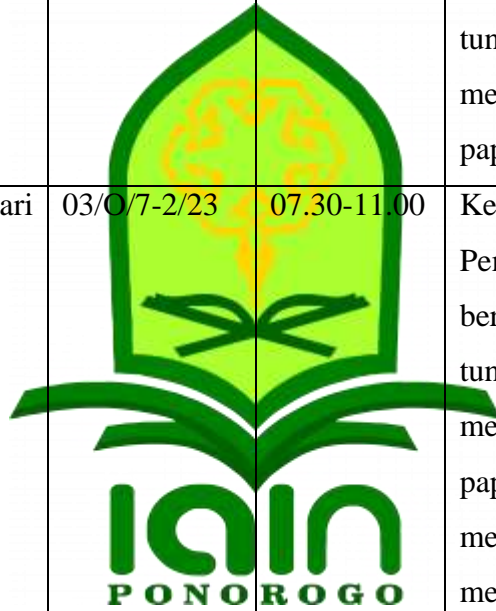 tun
me
pap
ari 03/O/7-2/23 07.30-11.00 Ke
Per
ber
tun
me
pap
me
me
iain
PONOROGO